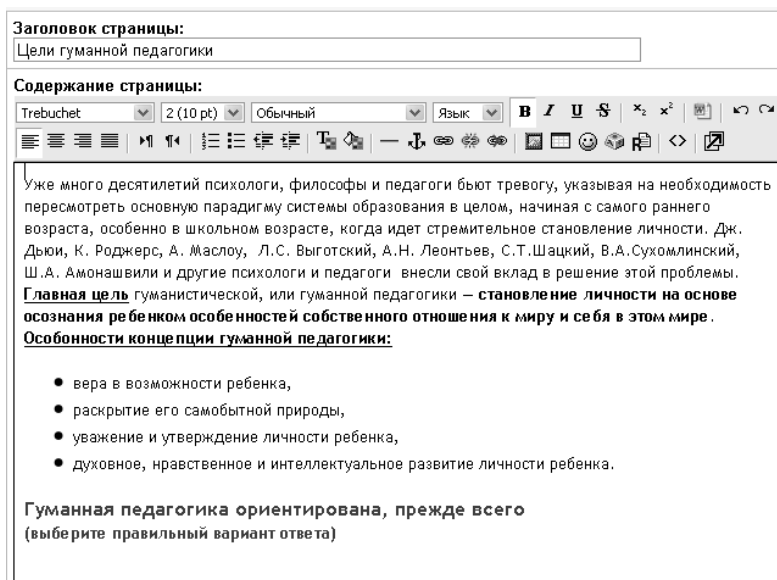 Заголовок страницы:
Цели гуманной педагогики
Содержание страницы:
Trebuchet 2 (10 pt) Обычный Язык B I U S x₂ x²
Уже много десятилетий психологи, философы и педагоги бьют тревогу, указывая на необходимость
пересмотреть основную парадигму системы образования в целом, начиная с самого раннего
возраста, особенно в школьном возрасте, когда идет стремительное становление личности. Дж.
Дьюи, К. Роджерс, А. Маслоу, Л.С. Выготский, А.Н. Леонтьев, С.Т.Шацкий, В.А.Сухомлинский,
Ш.А. Амонашвили и другие психологи и педагоги внесли свой вклад в решение этой проблемы.
Главная цель гуманистической, или гуманной педагогики – становление личности на основе
осознания ребенком особенностей собственного отношения к миру и себя в этом мире.
Особонности концепции гуманной педагогики:
• вера в возможности ребенка,
• раскрытие его самобытной природы,
• уважение и утверждение личности ребенка,
• духовное, нравственное и интеллектуальное развитие личности ребенка.
Гуманная педагогика ориентирована, прежде всего
(выберите правильный вариант ответа)